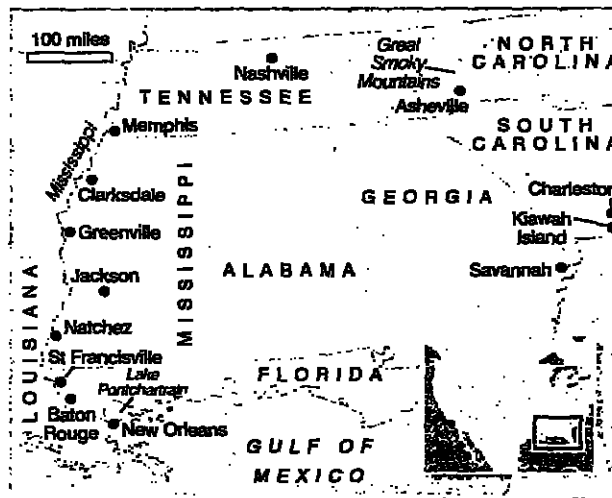 100 miles
Nashville
TENNESSEE
Great
Smoky
Mountains
NORTH
CAROLINA
Asheville
SOUTH
CAROLINA
Memphis
Mississippi
Clarksdale
MISSISSIPPI
GEORGIA
Charleston
Kiawah
Island
Greenville
ALABAMA
Savannah
Jackson
LOUISIANA
Natchez
St Francisville
Lake
Pontchartrain
FLORIDA
Baton
Rouge
New Orleans
GULF OF
MEXICO